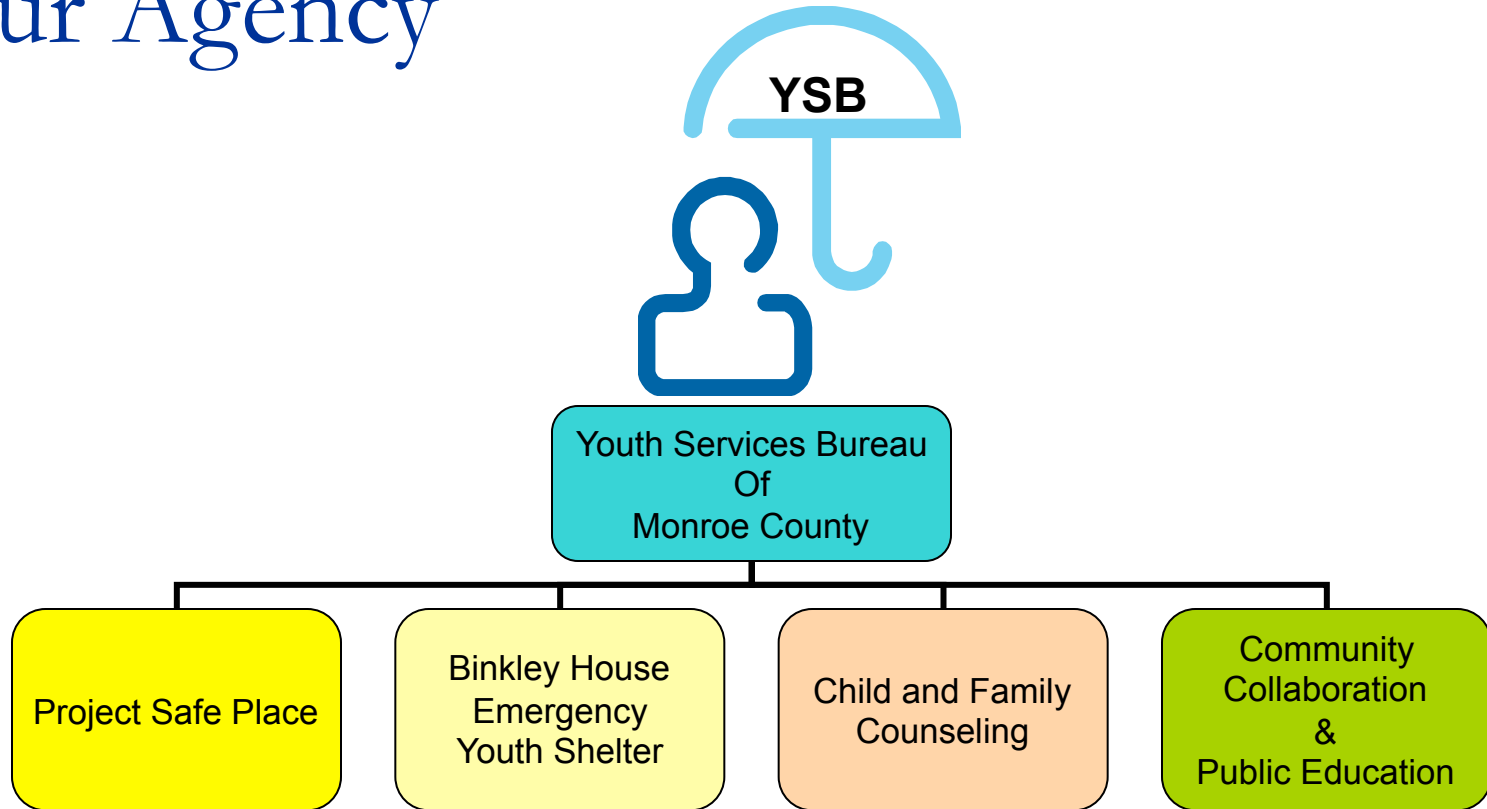 ur Agency
YSB
Youth Services Bureau
Of
Monroe County
Project Safe Place
Binkley House
Emergency
Youth Shelter
Child and Family
Counseling
Community
Collaboration
&
Public Education